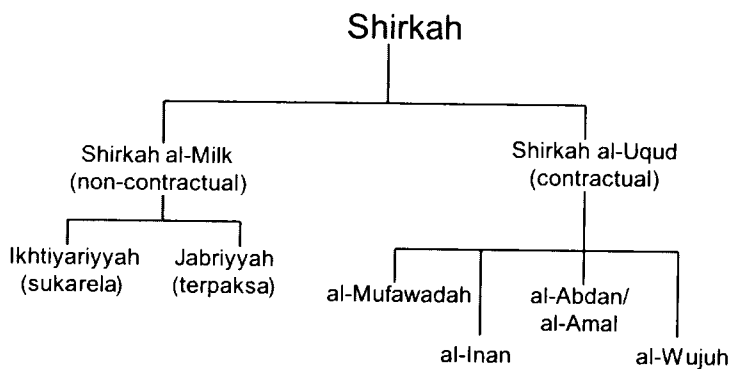 Shirkah
Shirkah al-Milk
(non-contractual)
Shirkah al-Uqud
(contractual)
Ikhtiyariyyah
(sukarela)
Jabriyyah
(terpaksa)
al-Mufawadah
al-Inan
al-Abdan/
al-Amal
al-Wujuh